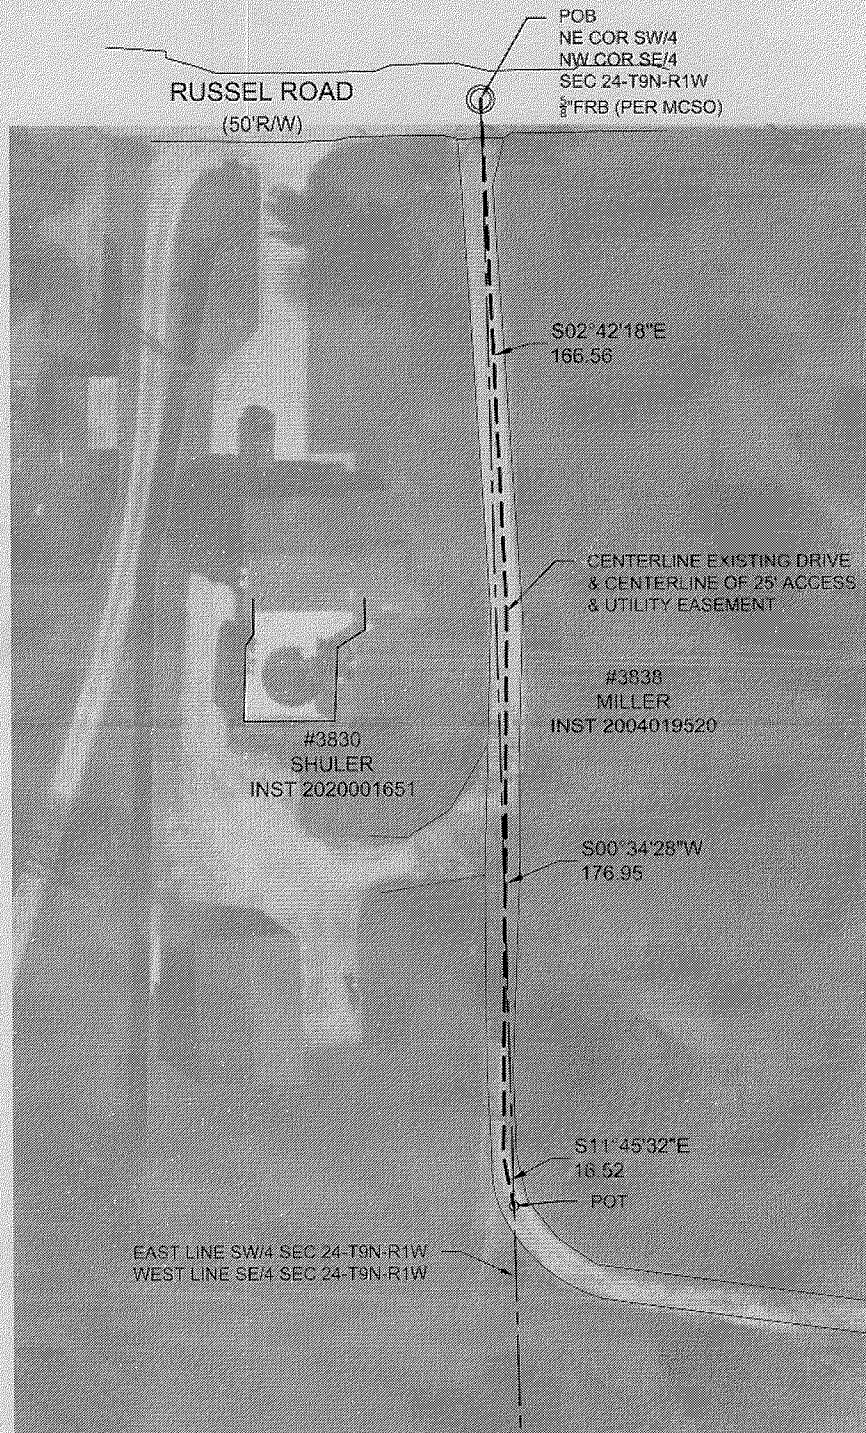 POB
NE COR SW/4
NW COR SE/4
SEC 24-T9N-R1W
5/8"FRB (PER MCSO)
RUSSEL ROAD
(50'R/W)
S02°42'18"E
166.56
CENTERLINE EXISTING DRIVE
& CENTERLINE OF 25' ACCESS
& UTILITY EASEMENT
#3838
MILLER
INST 2004019520
#3830
SHULER
INST 2020001651
S00°34'28"W
176.95
S11°45'32"E
16.52
POT
EAST LINE SW/4 SEC 24-T9N-R1W
WEST LINE SE/4 SEC 24-T9N-R1W